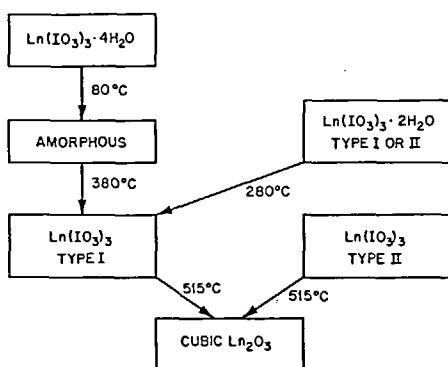 Ln(IO₃)₃·4H₂O
80°C
AMORPHOUS
Ln(IO₃)₃·2H₂O
TYPE I OR II
380°C
280°C
Ln(IO₃)₃
TYPE I
Ln(IO₃)₃
TYPE II
515°C
515°C
CUBIC Ln₂O₃